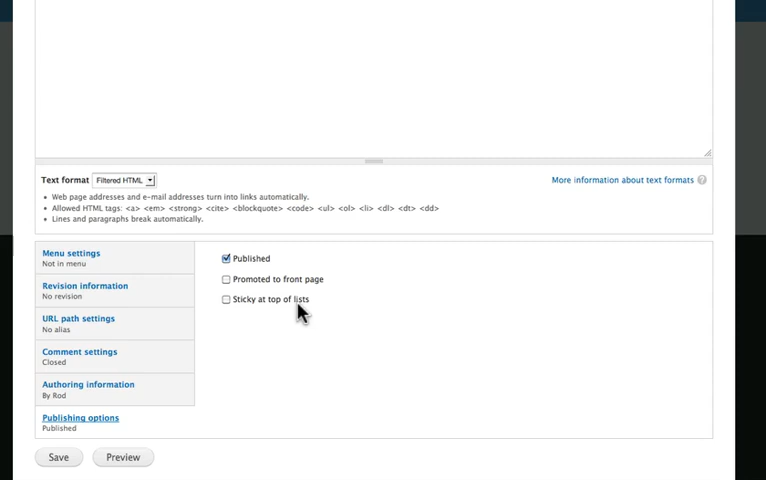 Text format Filtered HTML More information about text formats ?
Web page addresses and e-mail addresses turn into links automatically.
Allowed HTML tags: <a> <em> <strong> <cite> <blockquote> <code> <ul> <ol> <li> <dl> <dt> <dd>
Lines and paragraphs break automatically.
Menu settings
Not in menu
Revision information
No revision
URL path settings
No alias
Comment settings
Closed
Authoring information
By Rod
Publishing options
Published
Published
Promoted to front page
Sticky at top of lists
Save Preview